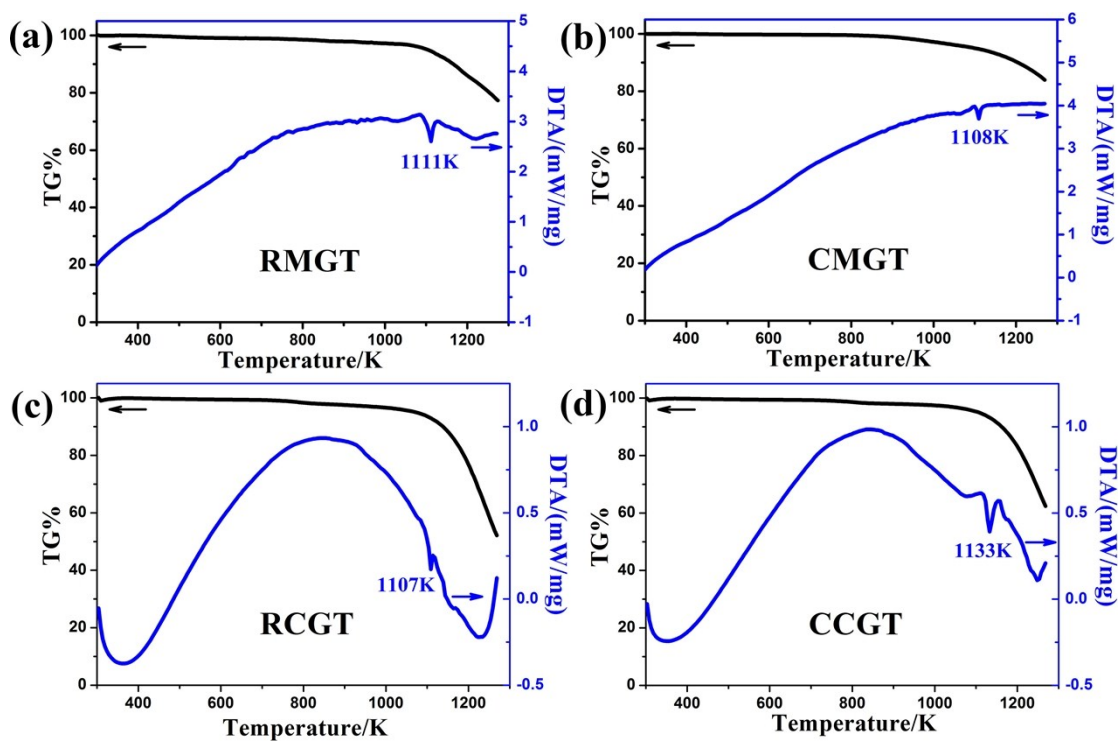 (a)
100
80
60
40
20
0
TG%
5
4
3
2
1
0
-1
DTA/(mW/mg)
1111K
RMGT
400
600
800
1000
1200
Temperature/K
(b)
100
80
60
40
20
0
TG%
6
5
4
3
2
1
0
-1
DTA/(mW/mg)
1108K
CMGT
400
600
800
1000
1200
Temperature/K
(c)
100
80
60
40
20
0
TG%
1.0
0.5
0.0
-0.5
DTA/(mW/mg)
1107K
RCGT
400
600
800
1000
1200
Temperature/K
(d)
100
80
60
40
20
0
TG%
1.0
0.5
0.0
-0.5
DTA/(mW/mg)
1133K
CCGT
400
600
800
1000
1200
Temperature/K